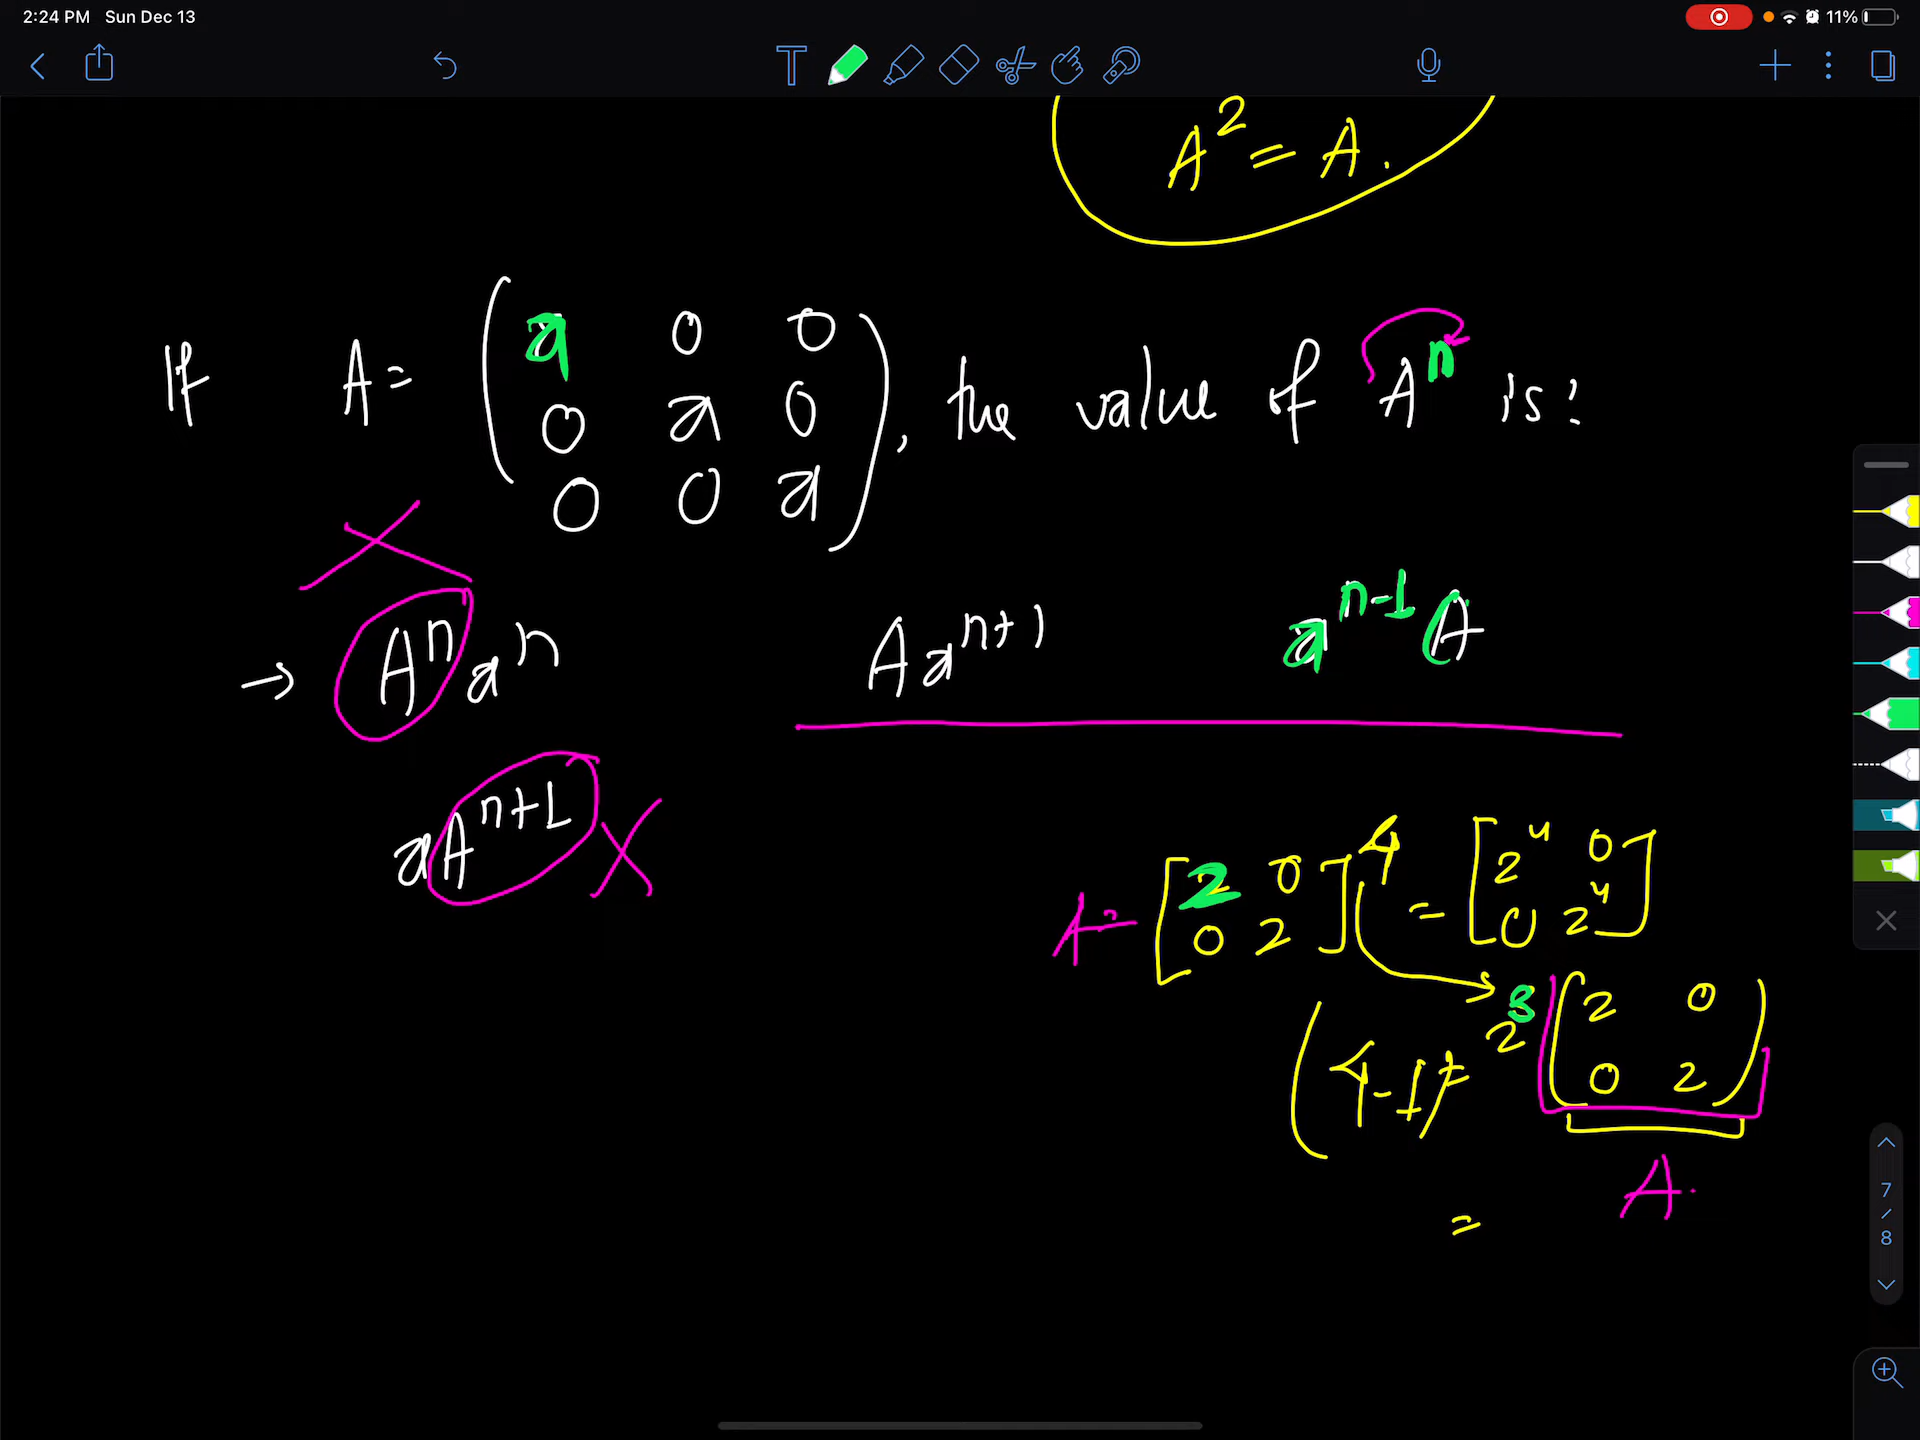 2:24 PM Sun Dec 13
11%
A² = A.
If A = ( a 0 0
0 a 0
0 0 a ), the value of Aⁿ is?
→ Aⁿaⁿ
Aaⁿ⁺¹
aⁿ⁻¹A
aAⁿ⁺¹
A = [ 2 0
0 2 ]⁴ = [ 2⁴ 0
0 2⁴ ]
(4-1) = 2³ ( 2 0
0 2 )
A.
=
7
/
8